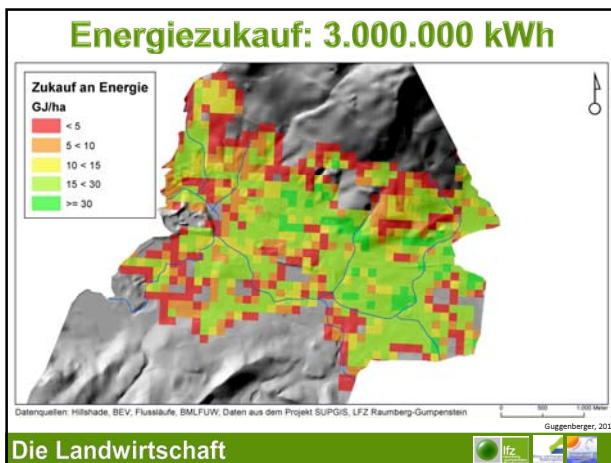 Energiezukauf: 3.000.000 kWh
Zukauf an Energie
GJ/ha
< 5
5 < 10
10 < 15
15 < 30
>= 30
Datenquellen: Hillshade, BEV; Flussläufe, BMLFUW; Daten aus dem Projekt SUPGIS, LFZ Raumberg-Gumpenstein
0 500 1.000 Meter
Guggenberger, 201
Die Landwirtschaft
lfz